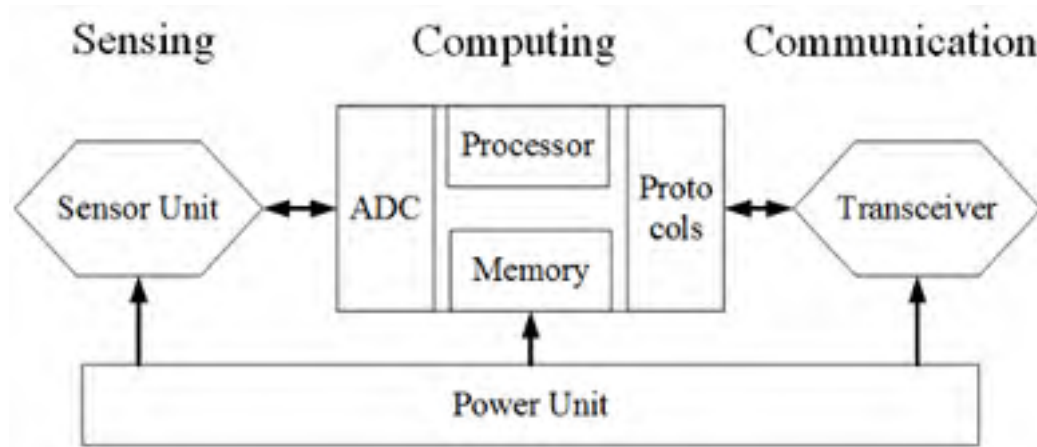 Sensing
Computing
Communication
Sensor Unit
ADC
Processor
Memory
Proto
cols
Transceiver
Power Unit